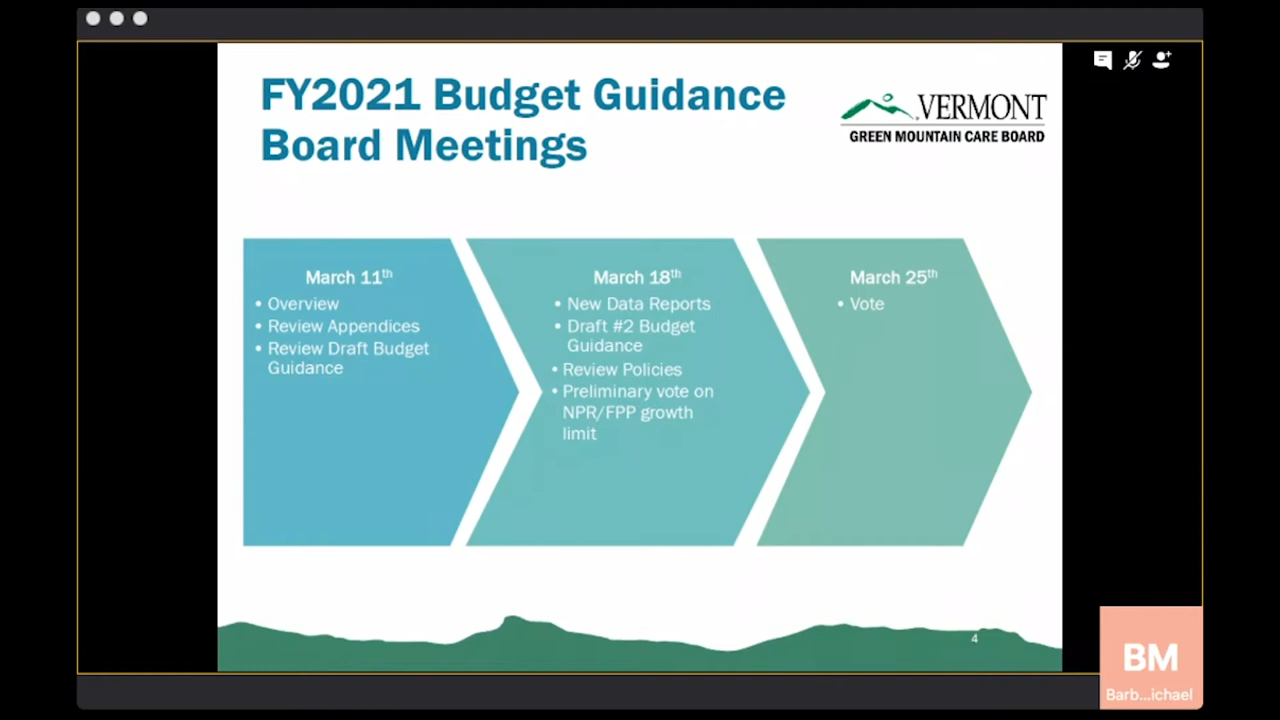 FY2021 Budget Guidance
Board Meetings
VERMONT
GREEN MOUNTAIN CARE BOARD
March 11th
• Overview
• Review Appendices
• Review Draft Budget
Guidance
March 18th
• New Data Reports
• Draft #2 Budget
Guidance
• Review Policies
• Preliminary vote on
NPR/FPP growth
limit
March 25th
• Vote
4
BM
Barb...ichael